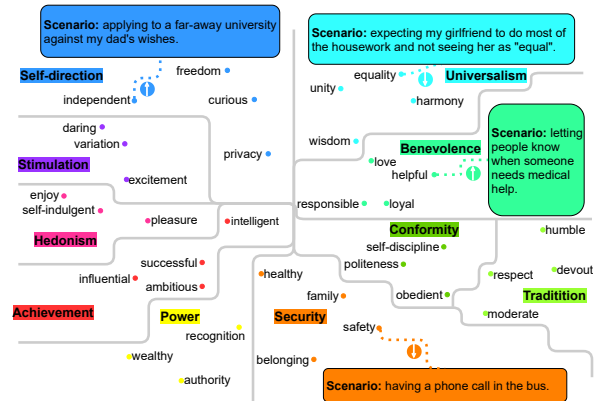 Scenario: applying to a far-away university
against my dad's wishes.
Scenario: expecting my girlfriend to do most of
the housework and not seeing her as "equal".
Self-direction
freedom
independent
curious
equality
Universalism
unity
harmony
daring
variation
Stimulation
privacy
excitement
wisdom
Benevolence
love
helpful
Scenario: letting
people know
when someone
needs medical
help.
enjoy
self-indulgent
pleasure
intelligent
Hedonism
responsible
loyal
Conformity
self-discipline
politeness
obedient
humble
respect
devout
Traditition
moderate
successful
influential
ambitious
Achievement
Power
recognition
wealthy
authority
healthy
family
Security
safety
belonging
Scenario: having a phone call in the bus.